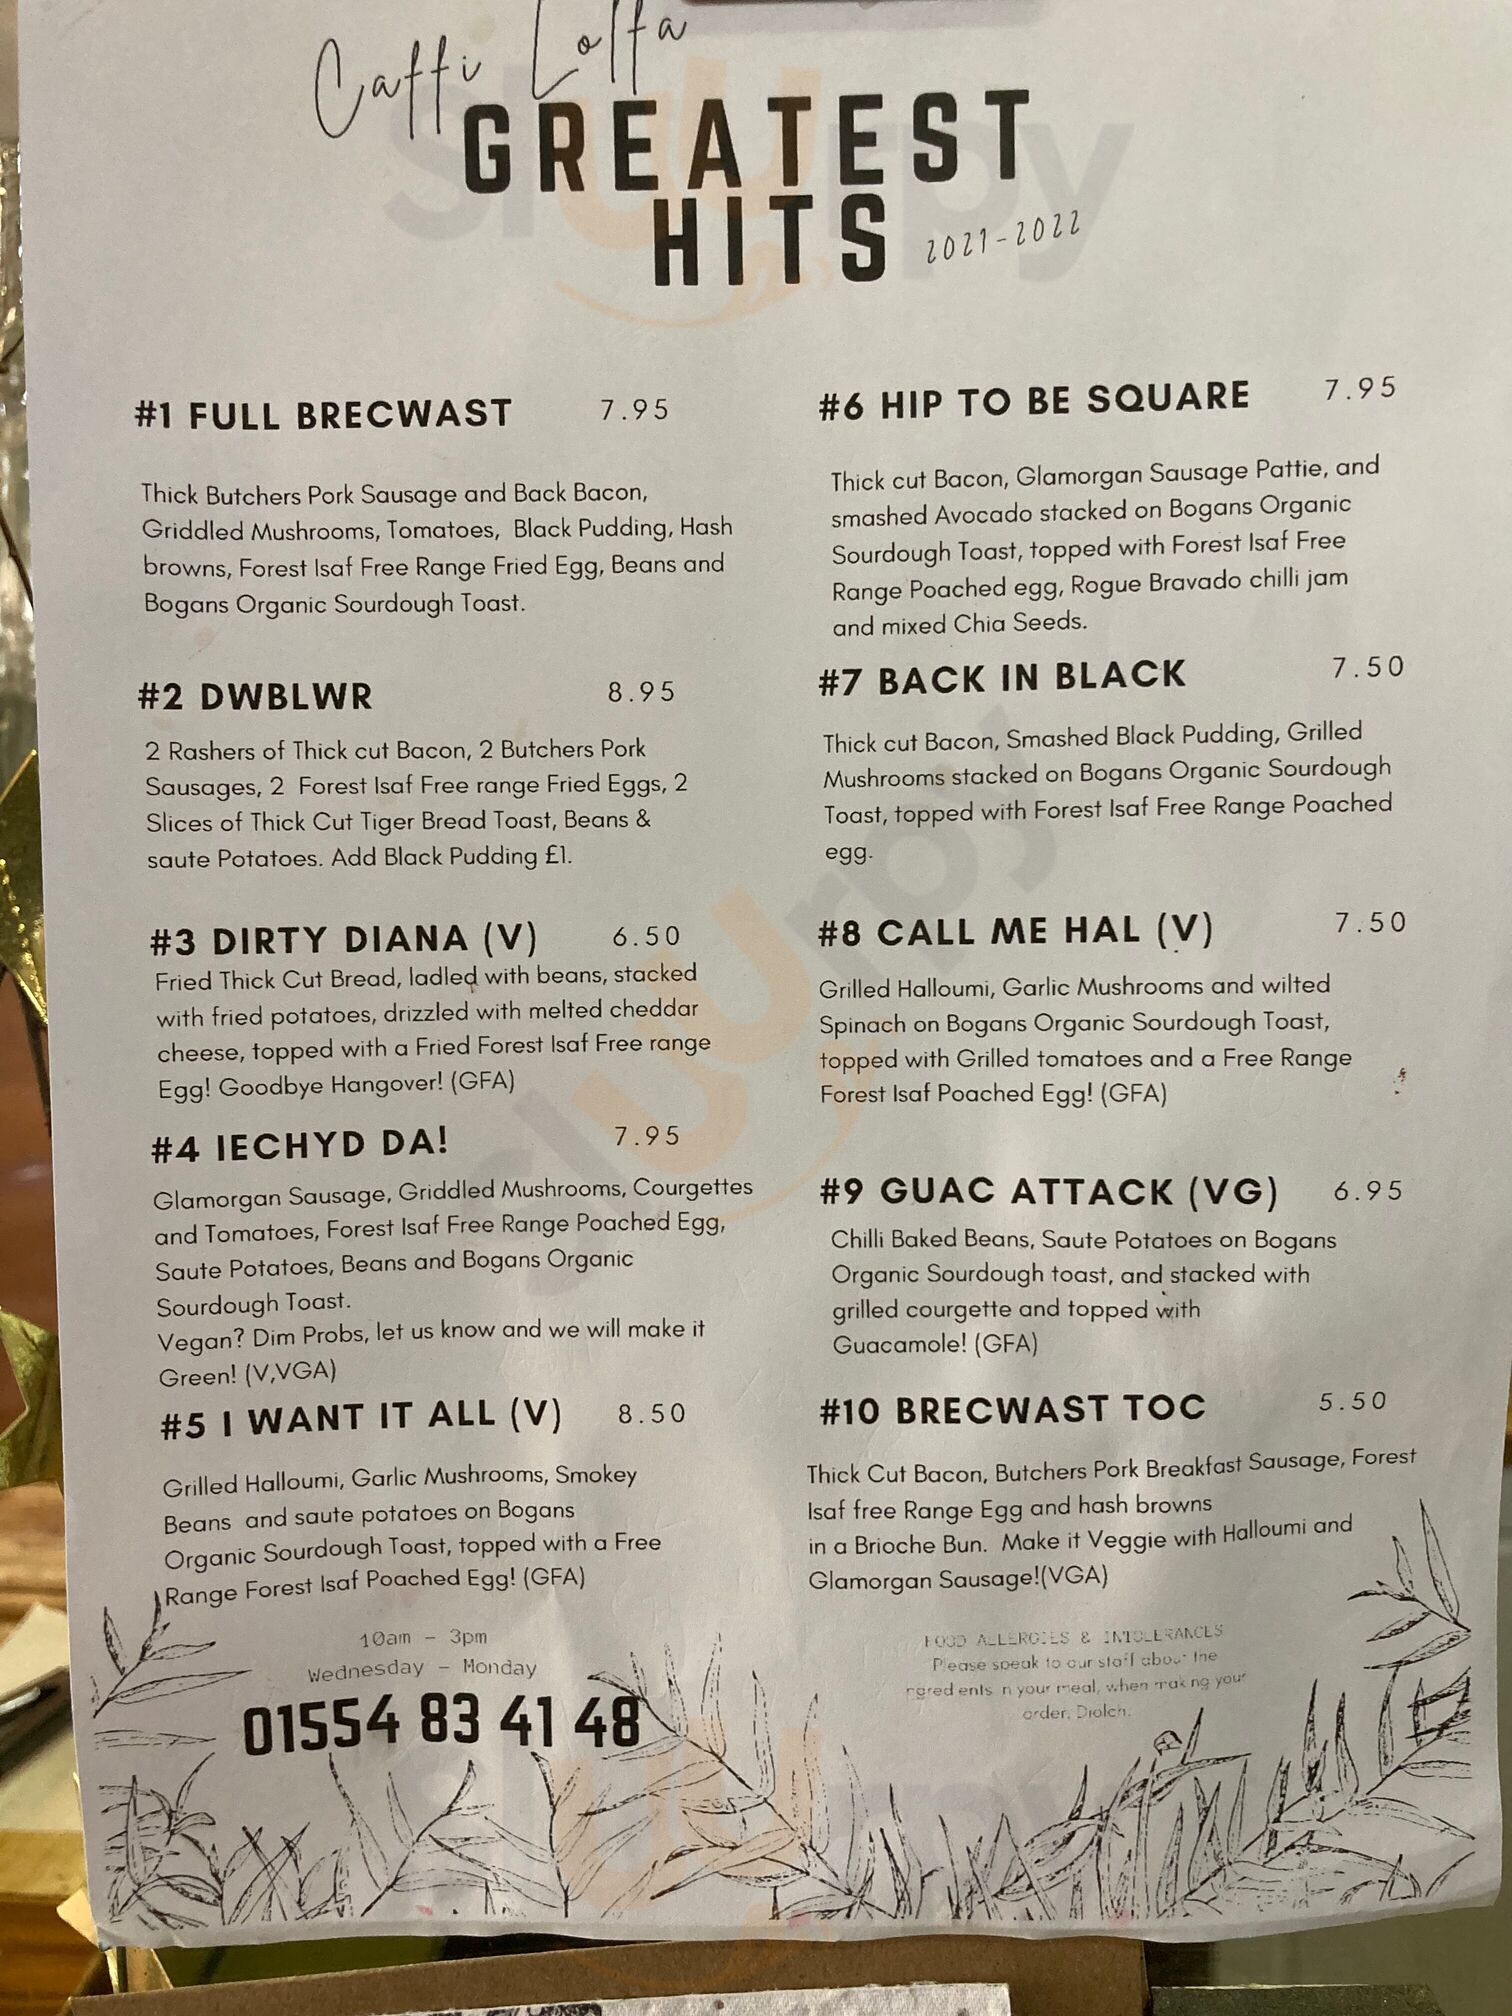 Caffi Lolfa
GREATEST
HITS
2021-2022
#1 FULL BRECWAST 7.95
Thick Butchers Pork Sausage and Back Bacon,
Griddled Mushrooms, Tomatoes, Black Pudding, Hash
browns, Forest Isaf Free Range Fried Egg, Beans and
Bogans Organic Sourdough Toast.
#2 DWBLWR 8.95
2 Rashers of Thick cut Bacon, 2 Butchers Pork
Sausages, 2 Forest Isaf Free range Fried Eggs, 2
Slices of Thick Cut Tiger Bread Toast, Beans &
saute Potatoes. Add Black Pudding £1.
#3 DIRTY DIANA (V) 6.50
Fried Thick Cut Bread, ladled with beans, stacked
with fried potatoes, drizzled with melted cheddar
cheese, topped with a Fried Forest Isaf Free range
Egg! Goodbye Hangover! (GFA)
#4 IECHYD DA! 7.95
Glamorgan Sausage, Griddled Mushrooms, Courgettes
and Tomatoes, Forest Isaf Free Range Poached Egg,
Saute Potatoes, Beans and Bogans Organic
Sourdough Toast.
Vegan? Dim Probs, let us know and we will make it
Green! (V,VGA)
#5 I WANT IT ALL (V) 8.50
Grilled Halloumi, Garlic Mushrooms, Smokey
Beans and saute potatoes on Bogans
Organic Sourdough Toast, topped with a Free
Range Forest Isaf Poached Egg! (GFA)
10am - 3pm
Wednesday - Monday
01554 83 41 48
#6 HIP TO BE SQUARE 7.95
Thick cut Bacon, Glamorgan Sausage Pattie, and
smashed Avocado stacked on Bogans Organic
Sourdough Toast, topped with Forest Isaf Free
Range Poached egg, Rogue Bravado chilli jam
and mixed Chia Seeds.
#7 BACK IN BLACK 7.50
Thick cut Bacon, Smashed Black Pudding, Grilled
Mushrooms stacked on Bogans Organic Sourdough
Toast, topped with Forest Isaf Free Range Poached
egg.
#8 CALL ME HAL (V) 7.50
Grilled Halloumi, Garlic Mushrooms and wilted
Spinach on Bogans Organic Sourdough Toast,
topped with Grilled tomatoes and a Free Range
Forest Isaf Poached Egg! (GFA)
#9 GUAC ATTACK (VG) 6.95
Chilli Baked Beans, Saute Potatoes on Bogans
Organic Sourdough toast, and stacked with
grilled courgette and topped with
Guacamole! (GFA)
#10 BRECWAST TOC 5.50
Thick Cut Bacon, Butchers Pork Breakfast Sausage, Forest
Isaf free Range Egg and hash browns
in a Brioche Bun. Make it Veggie with Halloumi and
Glamorgan Sausage!(VGA)
FOOD ALLERGIES & INTOLERANCES
Please speak to our staff about the
ingredients in your meal, when making your
order, Diolch.
sluurpy
sluurpy